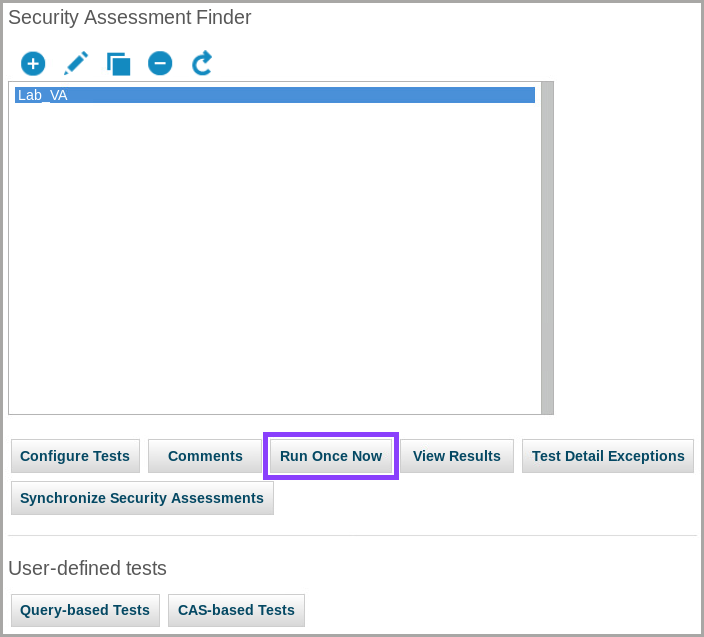 Security Assessment Finder
Lab_VA
Configure Tests Comments Run Once Now View Results Test Detail Exceptions
Synchronize Security Assessments
User-defined tests
Query-based Tests CAS-based Tests